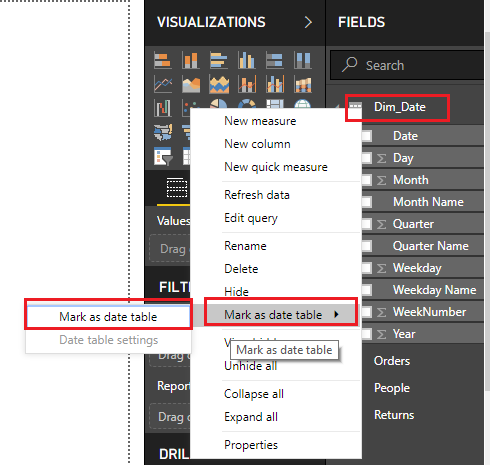 VISUALIZATIONS
FIELDS
Search
Dim_Date
New measure
New column
New quick measure
Refresh data
Edit query
Rename
Delete
Hide
Mark as date table
Mark as date table
Unhide all
Collapse all
Expand all
Properties
Mark as date table
Date table settings
Values
Drag
FILT
Drag
Report
Drag
DRIL
Date
Day
Month
Month Name
Quarter
Quarter Name
Weekday
Weekday Name
WeekNumber
Year
Orders
People
Returns